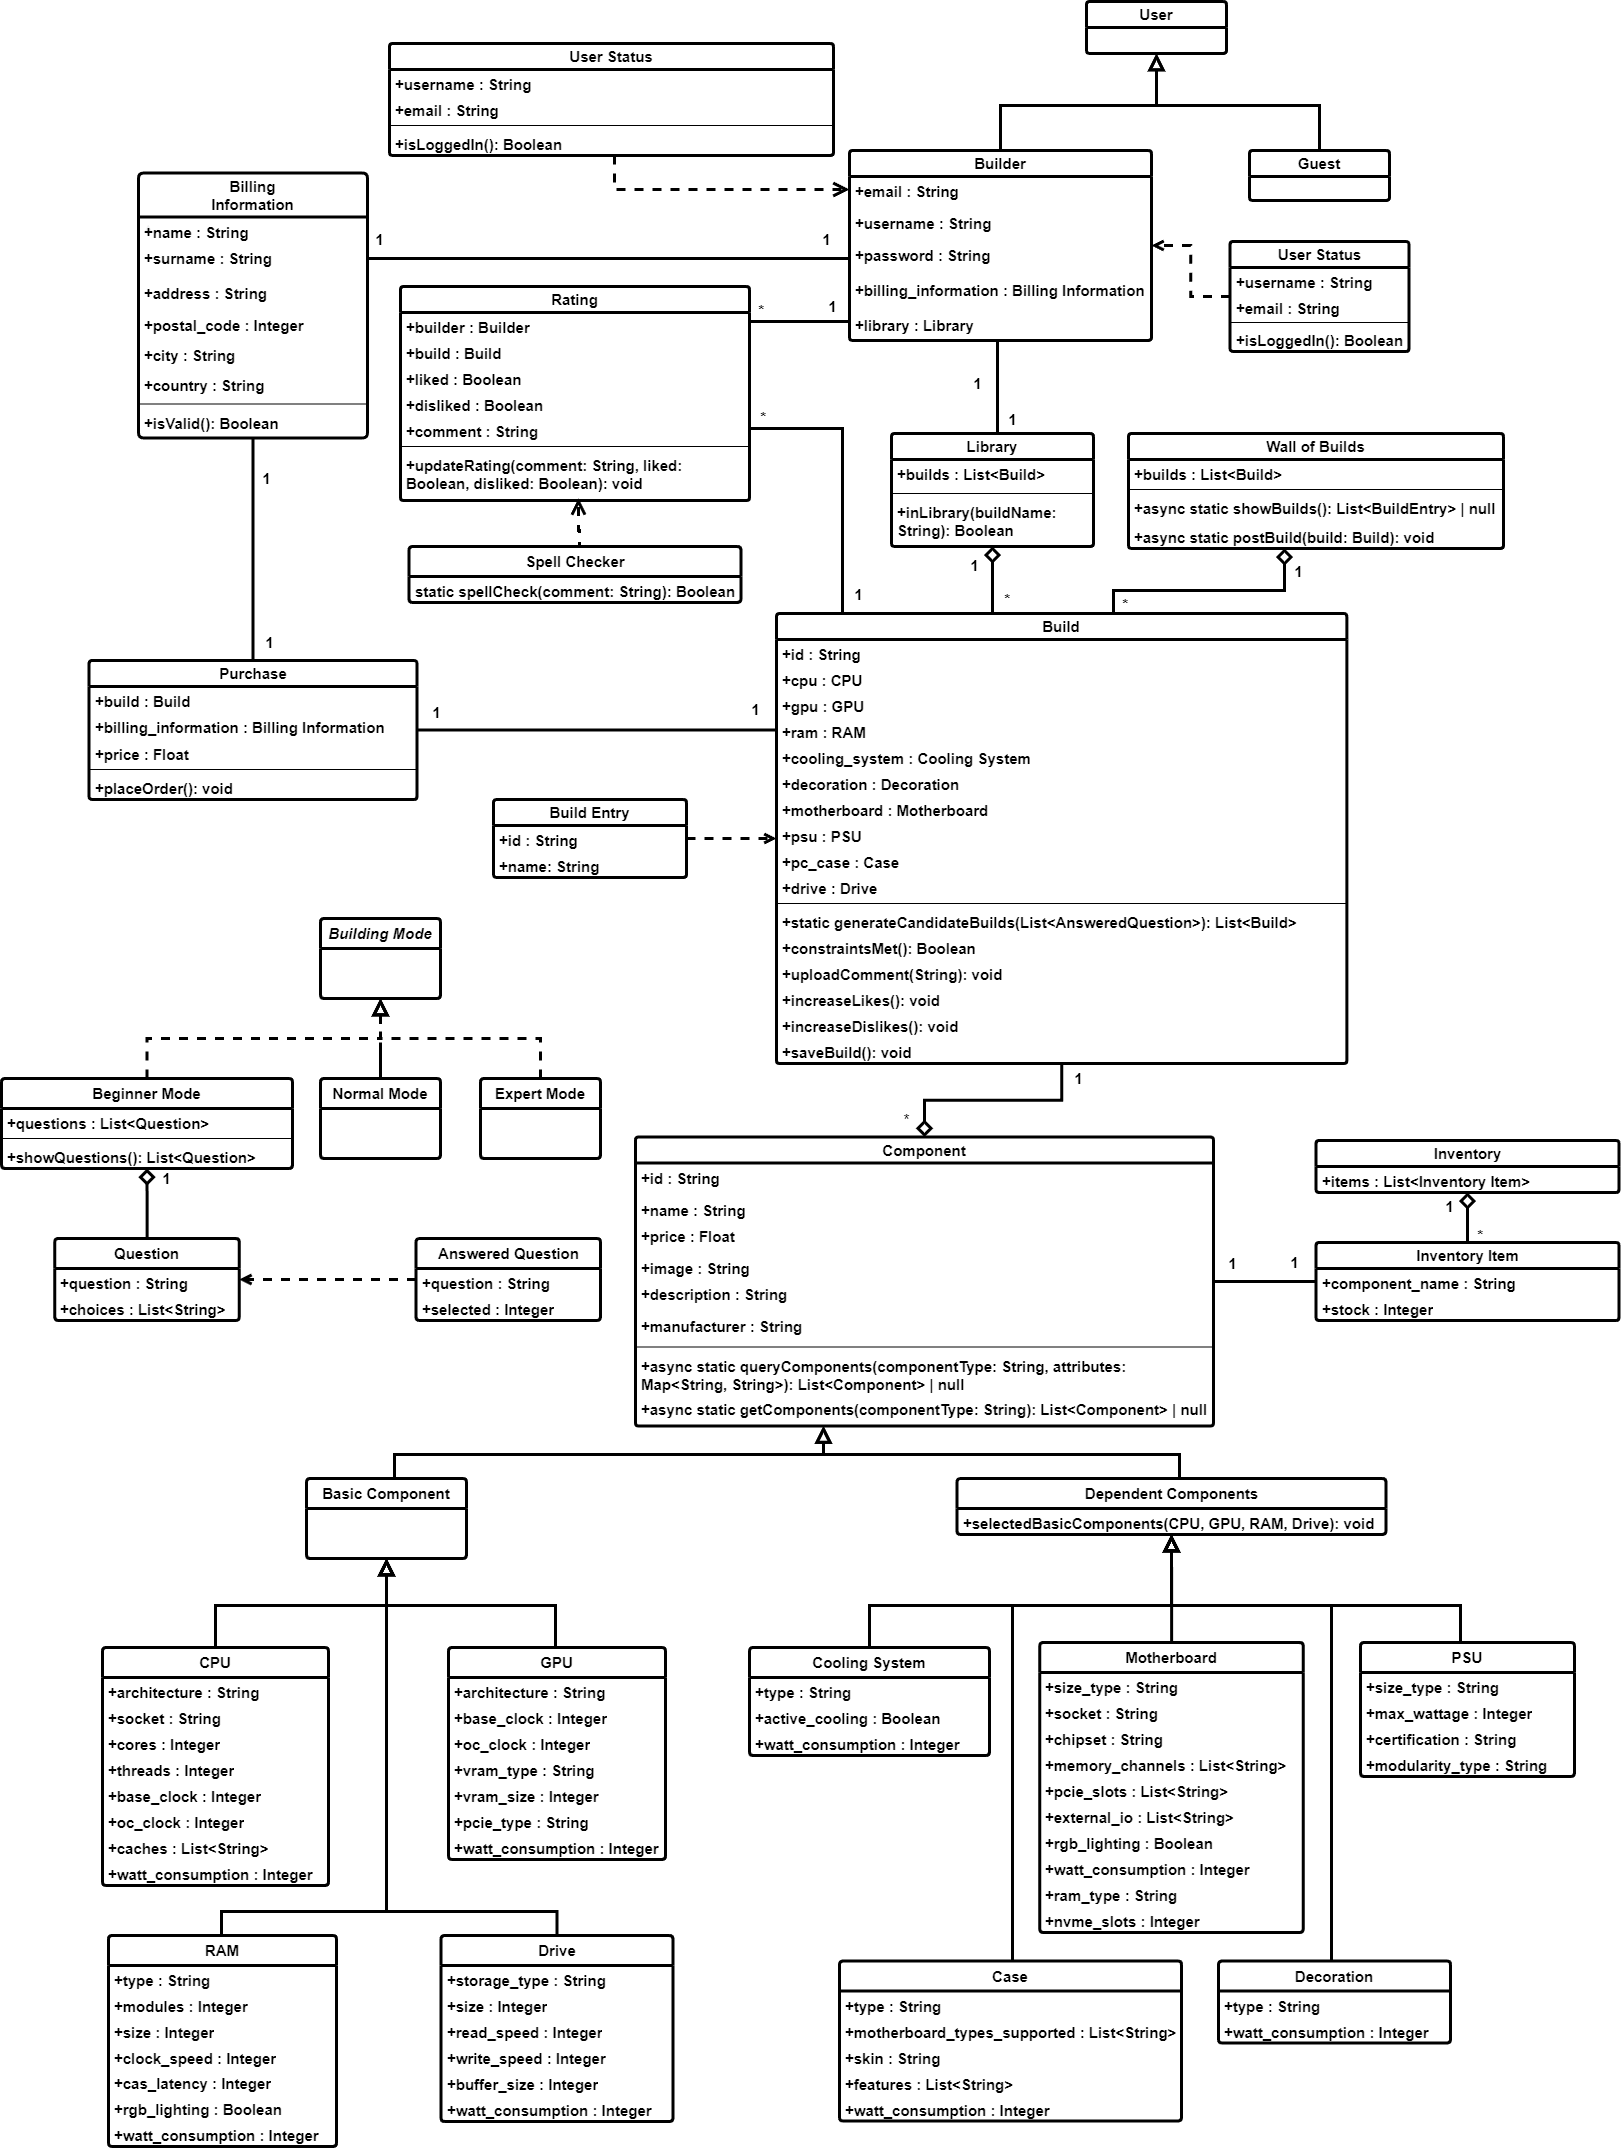 User
User Status
+username : String
+email : String
+isLoggedIn(): Boolean
Builder
+email : String
+username : String
+password : String
+billing_information : Billing Information
+library : Library
Guest
Billing
Information
+name : String
+surname : String
+address : String
+postal_code : Integer
+city : String
+country : String
+isValid(): Boolean
1
1
User Status
+username : String
+email : String
+isLoggedIn(): Boolean
Rating
+builder : Builder
+build : Build
+liked : Boolean
+disliked : Boolean
+comment : String
+updateRating(comment: String, liked:
Boolean, disliked: Boolean): void
*
1
*
1
1
1
Library
+builds : List<Build>
+inLibrary(buildName:
String): Boolean
Wall of Builds
+builds : List<Build>
+async static showBuilds(): List<BuildEntry> | null
+async static postBuild(build: Build): void
1
*
1
*
Spell Checker
static spellCheck(comment: String): Boolean
1
1
Purchase
+build : Build
+billing_information : Billing Information
+price : Float
+placeOrder(): void
1
1
Build
+id : String
+cpu : CPU
+gpu : GPU
+ram : RAM
+cooling_system : Cooling System
+decoration : Decoration
+motherboard : Motherboard
+psu : PSU
+pc_case : Case
+drive : Drive
+static generateCandidateBuilds(List<AnsweredQuestion>): List<Build>
+constraintsMet(): Boolean
+uploadComment(String): void
+increaseLikes(): void
+increaseDislikes(): void
+saveBuild(): void
Build Entry
+id : String
+name: String
Building Mode
Beginner Mode
+questions : List<Question>
+showQuestions(): List<Question>
Normal Mode
Expert Mode
1
Question
+question : String
+choices : List<String>
Answered Question
+question : String
+selected : Integer
1
*
Component
+id : String
+name : String
+price : Float
+image : String
+description : String
+manufacturer : String
+async static queryComponents(componentType: String, attributes:
Map<String, String>): List<Component> | null
+async static getComponents(componentType: String): List<Component> | null
Inventory
+items : List<Inventory Item>
1
*
1
1
Inventory Item
+component_name : String
+stock : Integer
Basic Component
Dependent Components
+selectedBasicComponents(CPU, GPU, RAM, Drive): void
CPU
+architecture : String
+socket : String
+cores : Integer
+threads : Integer
+base_clock : Integer
+oc_clock : Integer
+caches : List<String>
+watt_consumption : Integer
GPU
+architecture : String
+base_clock : Integer
+oc_clock : Integer
+vram_type : String
+vram_size : Integer
+pcie_type : String
+watt_consumption : Integer
Cooling System
+type : String
+active_cooling : Boolean
+watt_consumption : Integer
Motherboard
+size_type : String
+socket : String
+chipset : String
+memory_channels : List<String>
+pcie_slots : List<String>
+external_io : List<String>
+rgb_lighting : Boolean
+watt_consumption : Integer
+ram_type : String
+nvme_slots : Integer
PSU
+size_type : String
+max_wattage : Integer
+certification : String
+modularity_type : String
RAM
+type : String
+modules : Integer
+size : Integer
+clock_speed : Integer
+cas_latency : Integer
+rgb_lighting : Boolean
+watt_consumption : Integer
Drive
+storage_type : String
+size : Integer
+read_speed : Integer
+write_speed : Integer
+buffer_size : Integer
+watt_consumption : Integer
Case
+type : String
+motherboard_types_supported : List<String>
+skin : String
+features : List<String>
+watt_consumption : Integer
Decoration
+type : String
+watt_consumption : Integer